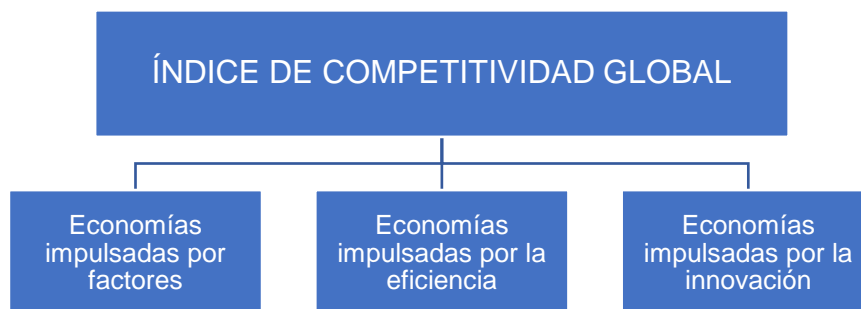 ÍNDICE DE COMPETITIVIDAD GLOBAL
Economías
impulsadas por
factores
Economías
impulsadas por la
eficiencia
Economías
impulsadas por la
innovación